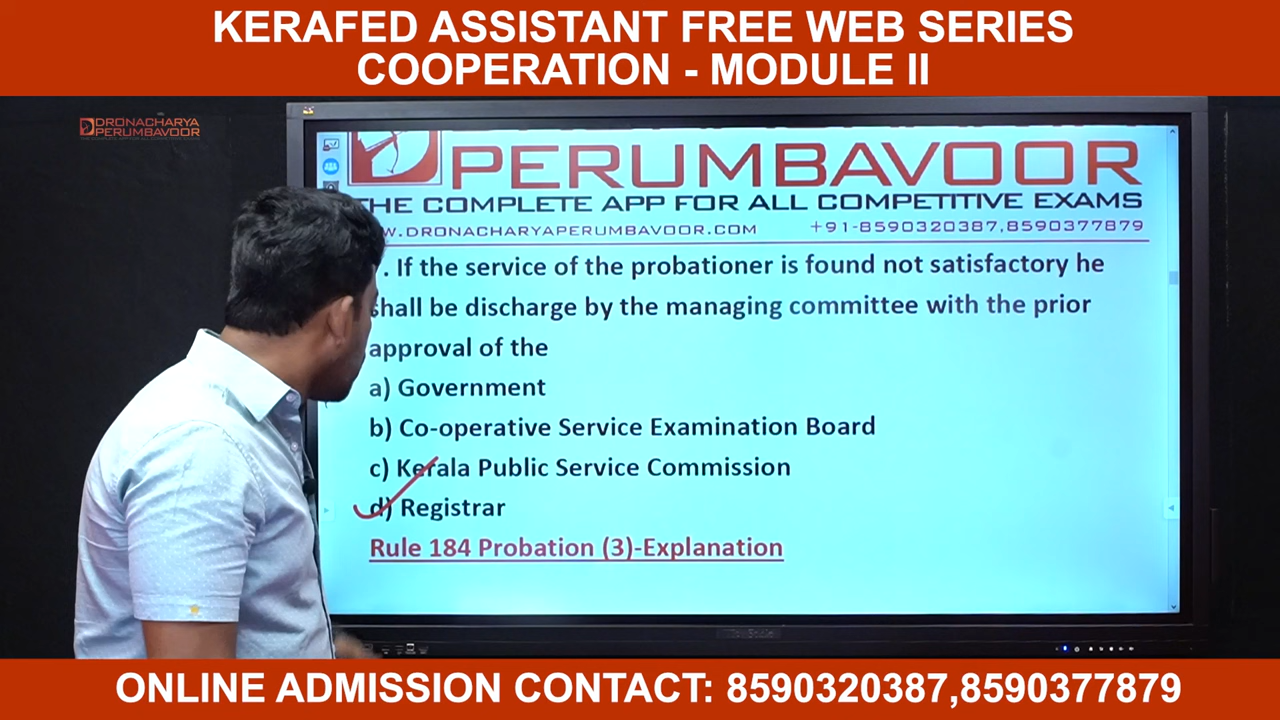 KERAFED ASSISTANT FREE WEB SERIES
COOPERATION - MODULE II
DRONACHARYA
PERUMBAVOOR
PERUMBAVOOR
THE COMPLETE APP FOR ALL COMPETITIVE EXAMS
W.DRONACHARYAPERUMBAVOOR.COM +91-8590320387,8590377879
. If the service of the probationer is found not satisfactory he
shall be discharge by the managing committee with the prior
approval of the
a) Government
b) Co-operative Service Examination Board
c) Kerala Public Service Commission
d) Registrar
Rule 184 Probation (3)-Explanation
ONLINE ADMISSION CONTACT: 8590320387,8590377879